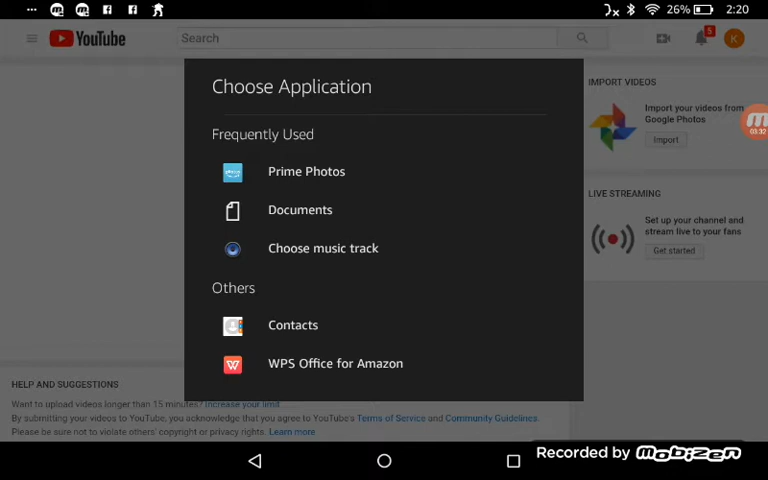 26% 2:20
YouTube Search 5 K
Choose Application
Frequently Used
Prime Photos
Documents
Choose music track
Others
Contacts
WPS Office for Amazon
IMPORT VIDEOS
Import your videos from
Google Photos
Import
03:32
LIVE STREAMING
Set up your channel and
stream live to your fans
Get started
HELP AND SUGGESTIONS
Want to upload videos longer than 15 minutes? Increase your limit
By submitting your videos to YouTube, you acknowledge that you agree to YouTube's Terms of Service and Community Guidelines.
Please be sure not to violate others' copyright or privacy rights. Learn more
Recorded by mobizen